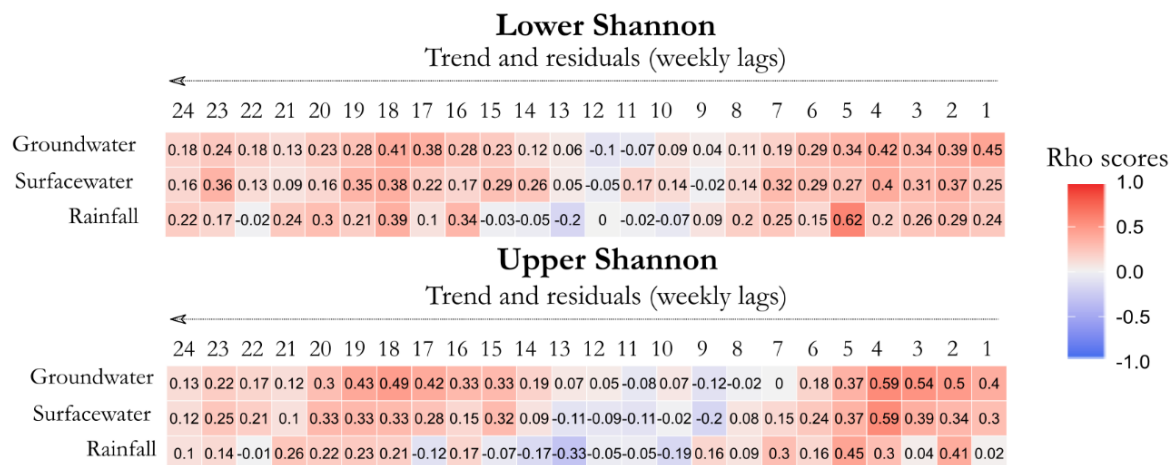 Lower Shannon
Trend and residuals (weekly lags)
24 23 22 21 20 19 18 17 16 15 14 13 12 11 10 9 8 7 6 5 4 3 2 1
Groundwater 0.18 0.24 0.18 0.13 0.23 0.28 0.41 0.38 0.28 0.23 0.12 0.06 -0.1 -0.07 0.09 0.04 0.11 0.19 0.29 0.34 0.42 0.34 0.39 0.45
Surfacewater 0.16 0.36 0.13 0.09 0.16 0.35 0.38 0.22 0.17 0.29 0.26 0.05 -0.05 0.17 0.14 -0.02 0.14 0.32 0.29 0.27 0.4 0.31 0.37 0.25
Rainfall 0.22 0.17 -0.02 0.24 0.3 0.21 0.39 0.1 0.34 -0.03 -0.05 -0.2 0 -0.02 -0.07 0.09 0.2 0.25 0.15 0.62 0.2 0.26 0.29 0.24
Upper Shannon
Trend and residuals (weekly lags)
24 23 22 21 20 19 18 17 16 15 14 13 12 11 10 9 8 7 6 5 4 3 2 1
Groundwater 0.13 0.22 0.17 0.12 0.3 0.43 0.49 0.42 0.33 0.33 0.19 0.07 0.05 -0.08 0.07 -0.12 -0.02 0 0.18 0.37 0.59 0.54 0.5 0.4
Surfacewater 0.12 0.25 0.21 0.1 0.33 0.33 0.33 0.28 0.15 0.32 0.09 -0.11 -0.09 -0.11 -0.02 -0.2 0.08 0.15 0.24 0.37 0.59 0.39 0.34 0.3
Rainfall 0.1 0.14 -0.01 0.26 0.22 0.23 0.21 -0.12 0.17 -0.14 -0.17 -0.33 -0.05 -0.05 -0.19 0.16 0.09 0.3 0.16 0.45 0.3 0.04 0.41 0.02
Rho scores
1.0
0.5
0.0
-0.5
-1.0